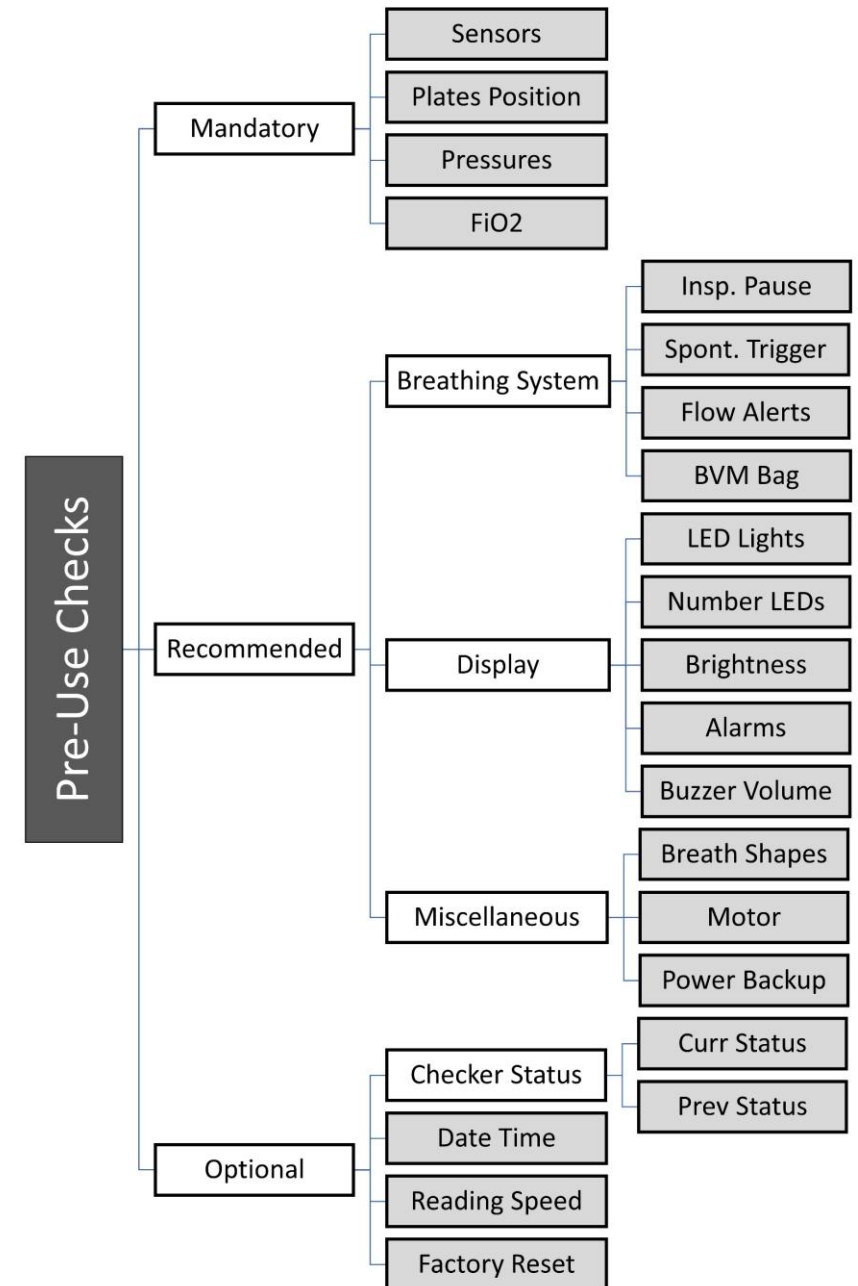 Pre-Use Checks
Mandatory
Sensors
Plates Position
Pressures
FiO2
Recommended
Breathing System
Insp. Pause
Spont. Trigger
Flow Alerts
BVM Bag
Display
LED Lights
Number LEDs
Brightness
Alarms
Buzzer Volume
Miscellaneous
Breath Shapes
Motor
Power Backup
Optional
Checker Status
Curr Status
Prev Status
Date Time
Reading Speed
Factory Reset